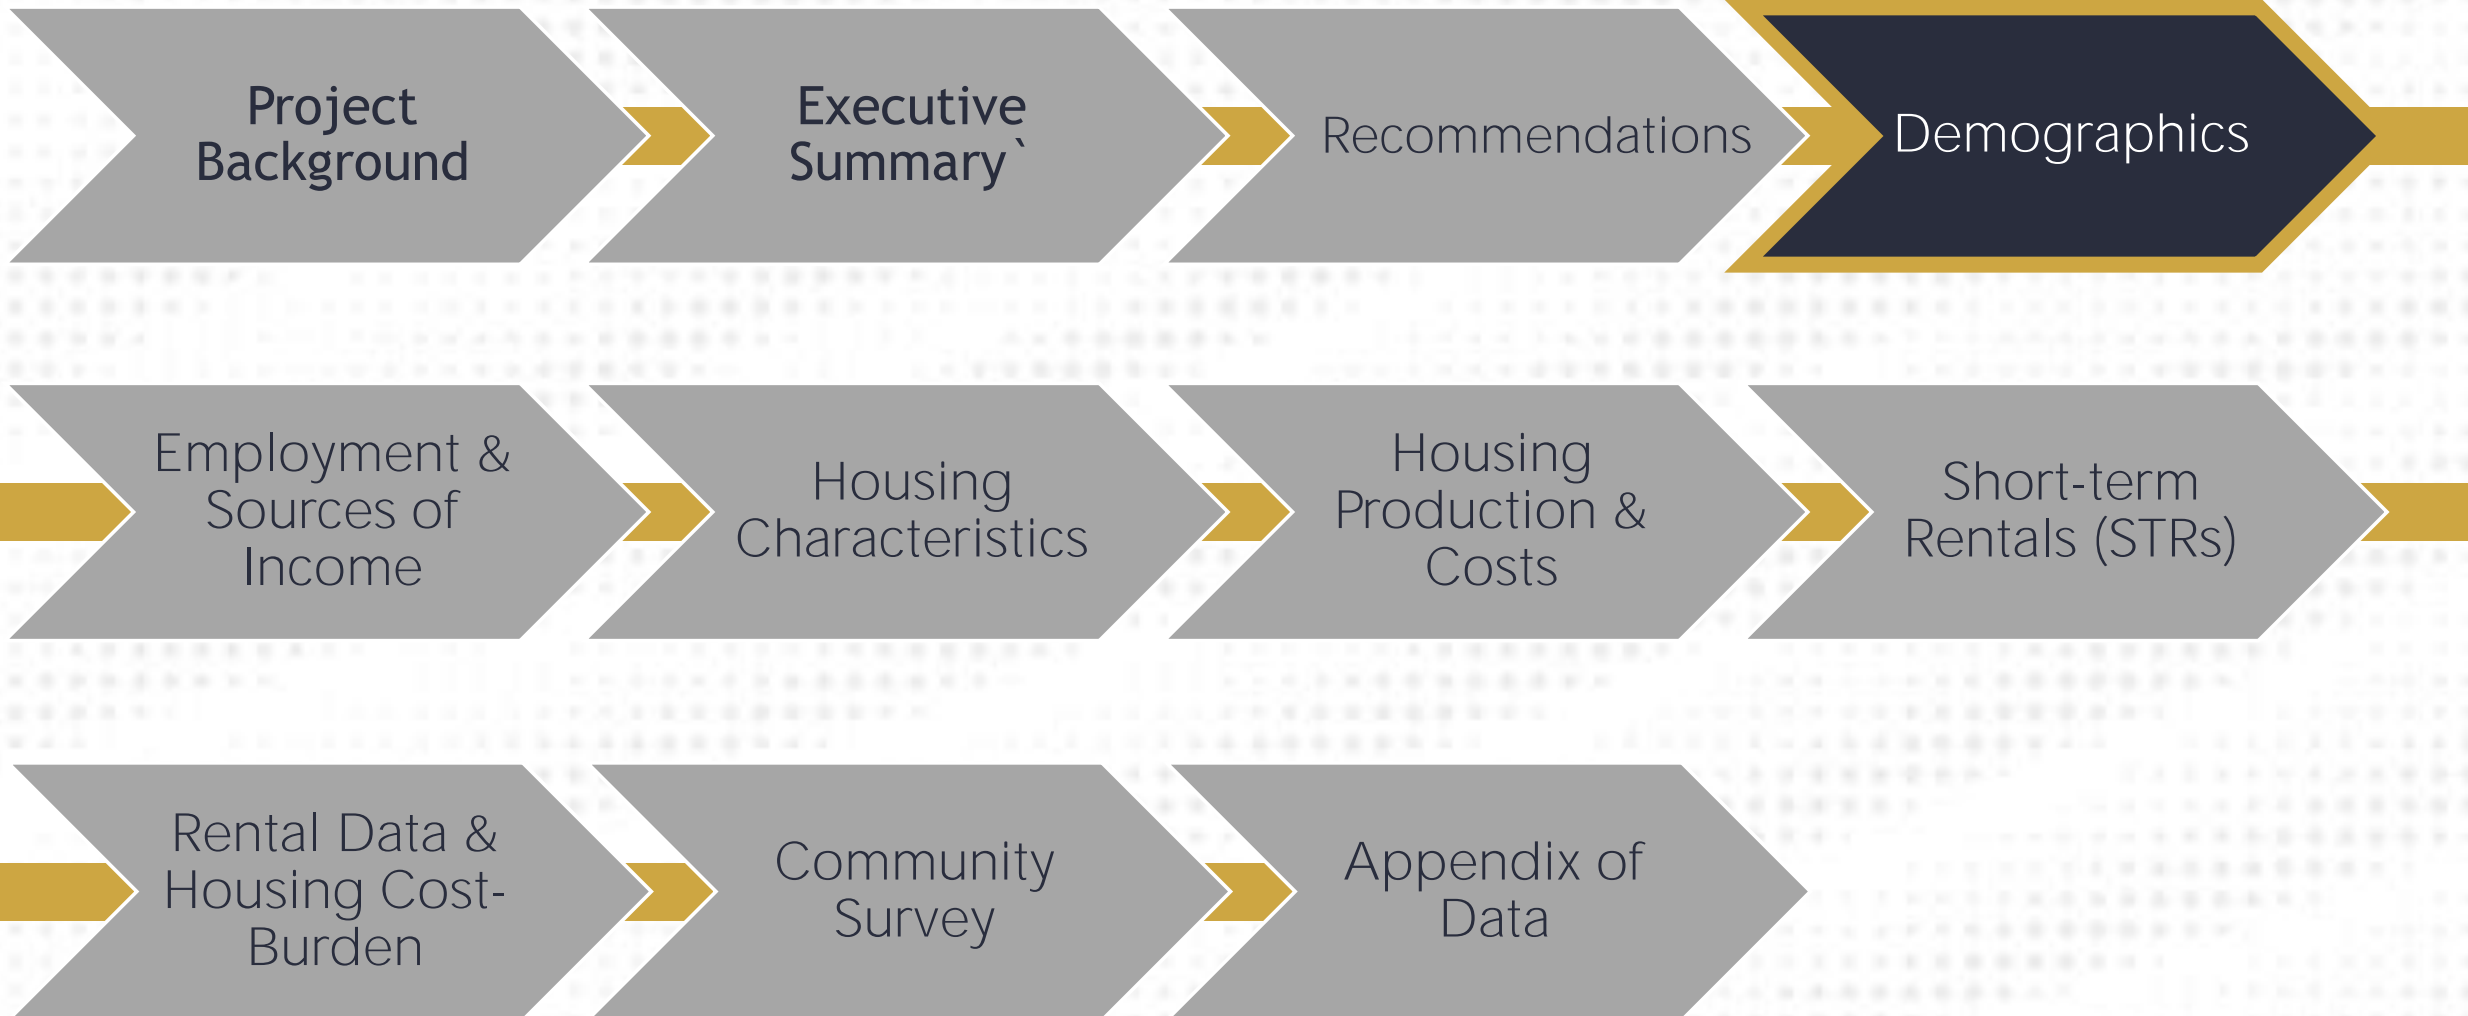 Project
Background
Executive
Summary`
Recommendations
Demographics
Employment &
Sources of
Income
Housing
Characteristics
Housing
Production &
Costs
Short-term
Rentals (STRs)
Rental Data &
Housing Cost-
Burden
Community
Survey
Appendix of
Data